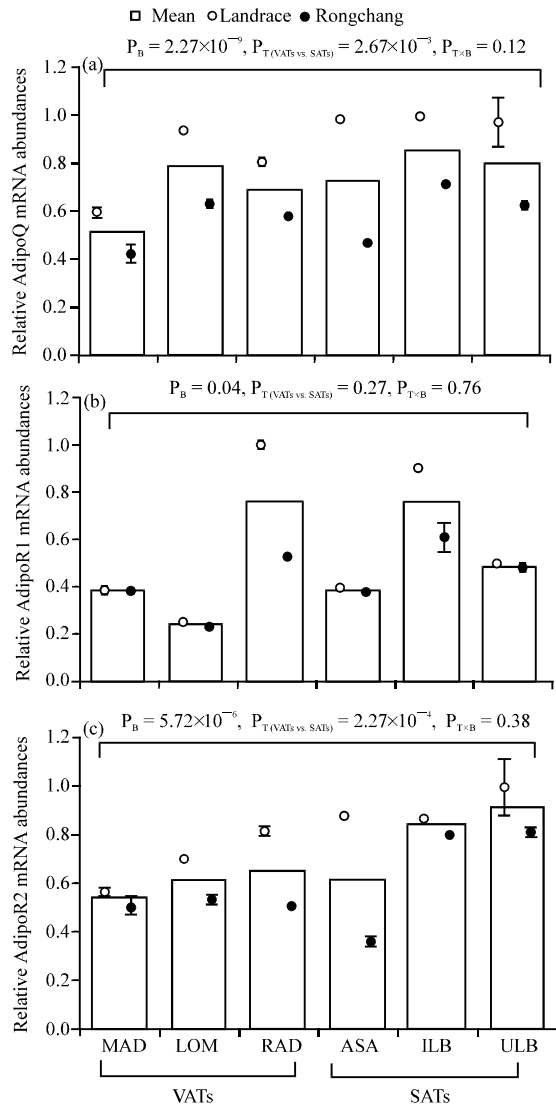 Mean Landrace Rongchang
P_B = 2.27×10⁻⁹, P_T (VATs vs. SATs) = 2.67×10⁻³, P_T×B = 0.12
(a)
Relative AdipoQ mRNA abundances
1.2
1.0
0.8
0.6
0.4
0.2
0.0
P_B = 0.04, P_T (VATs vs. SATs) = 0.27, P_T×B = 0.76
(b)
Relative AdipoR1 mRNA abundances
1.2
1.0
0.8
0.6
0.4
0.2
0.0
P_B = 5.72×10⁻⁶, P_T (VATs vs. SATs) = 2.27×10⁻⁴, P_T×B = 0.38
(c)
Relative AdipoR2 mRNA abundances
1.2
1.0
0.8
0.6
0.4
0.2
0.0
MAD LOM RAD ASA ILB ULB
VATs SATs